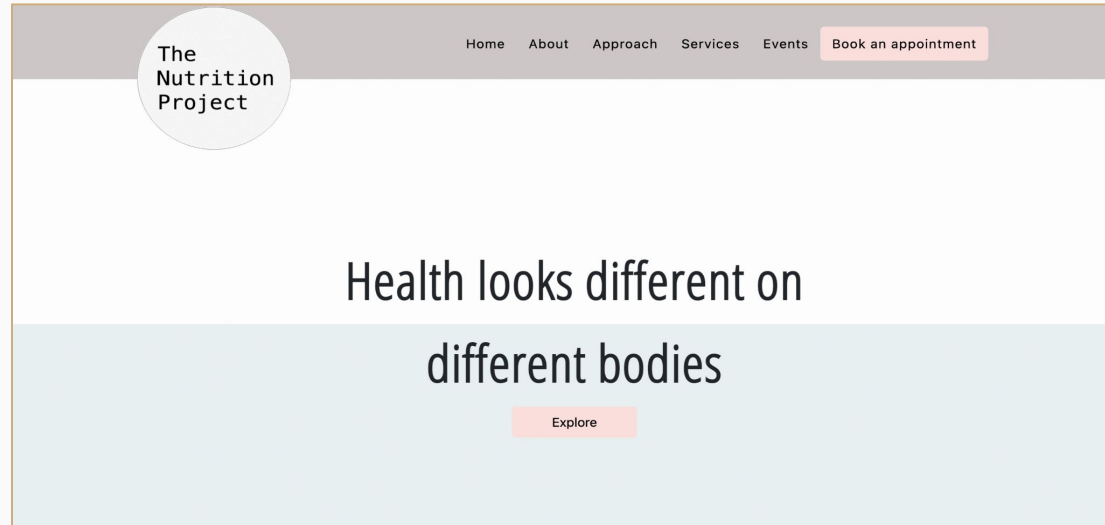 The
Nutrition
Project
Home About Approach Services Events Book an appointment
Health looks different on
different bodies
Explore